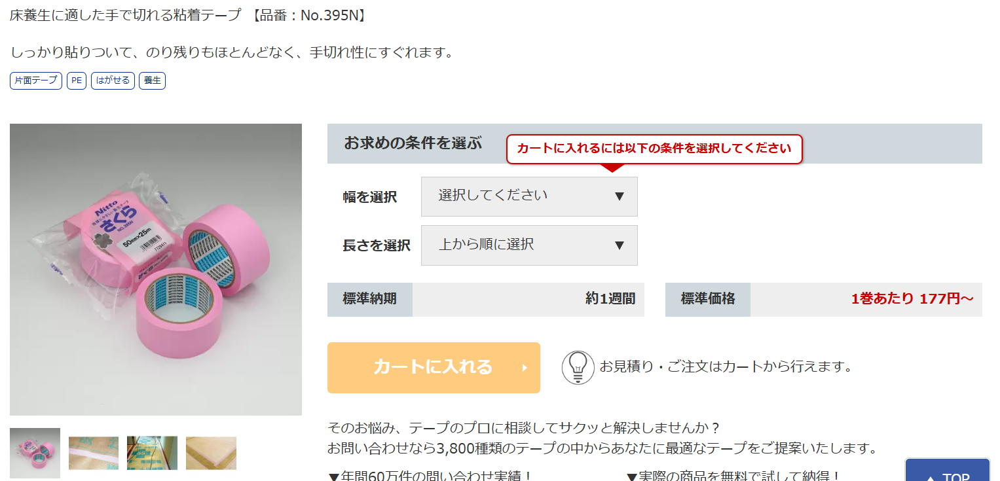 床養生に適した手で切れる粘着テープ 【品番：No.395N】
しっかり貼りついて、のり残りもほとんどなく、手切れ性にすぐれます。
片面テープ PE はがせる 養生
お求めの条件を選ぶ
カートに入れるには以下の条件を選択してください
幅を選択 選択してください ▼
長さを選択 上から順に選択 ▼
Nitto
さくら
NO.395N
50mm×25m
標準納期 約1週間 標準価格 1巻あたり 177円～
カートに入れる
お見積り・ご注文はカートから行えます。
そのお悩み、テープのプロに相談してサクッと解決しませんか？
お問い合わせなら3,800種類のテープの中からあなたに最適なテープをご提案いたします。
▼年間60万件の問い合わせ実績！ ▼実際の商品を無料で試して納得！
▲ TOP